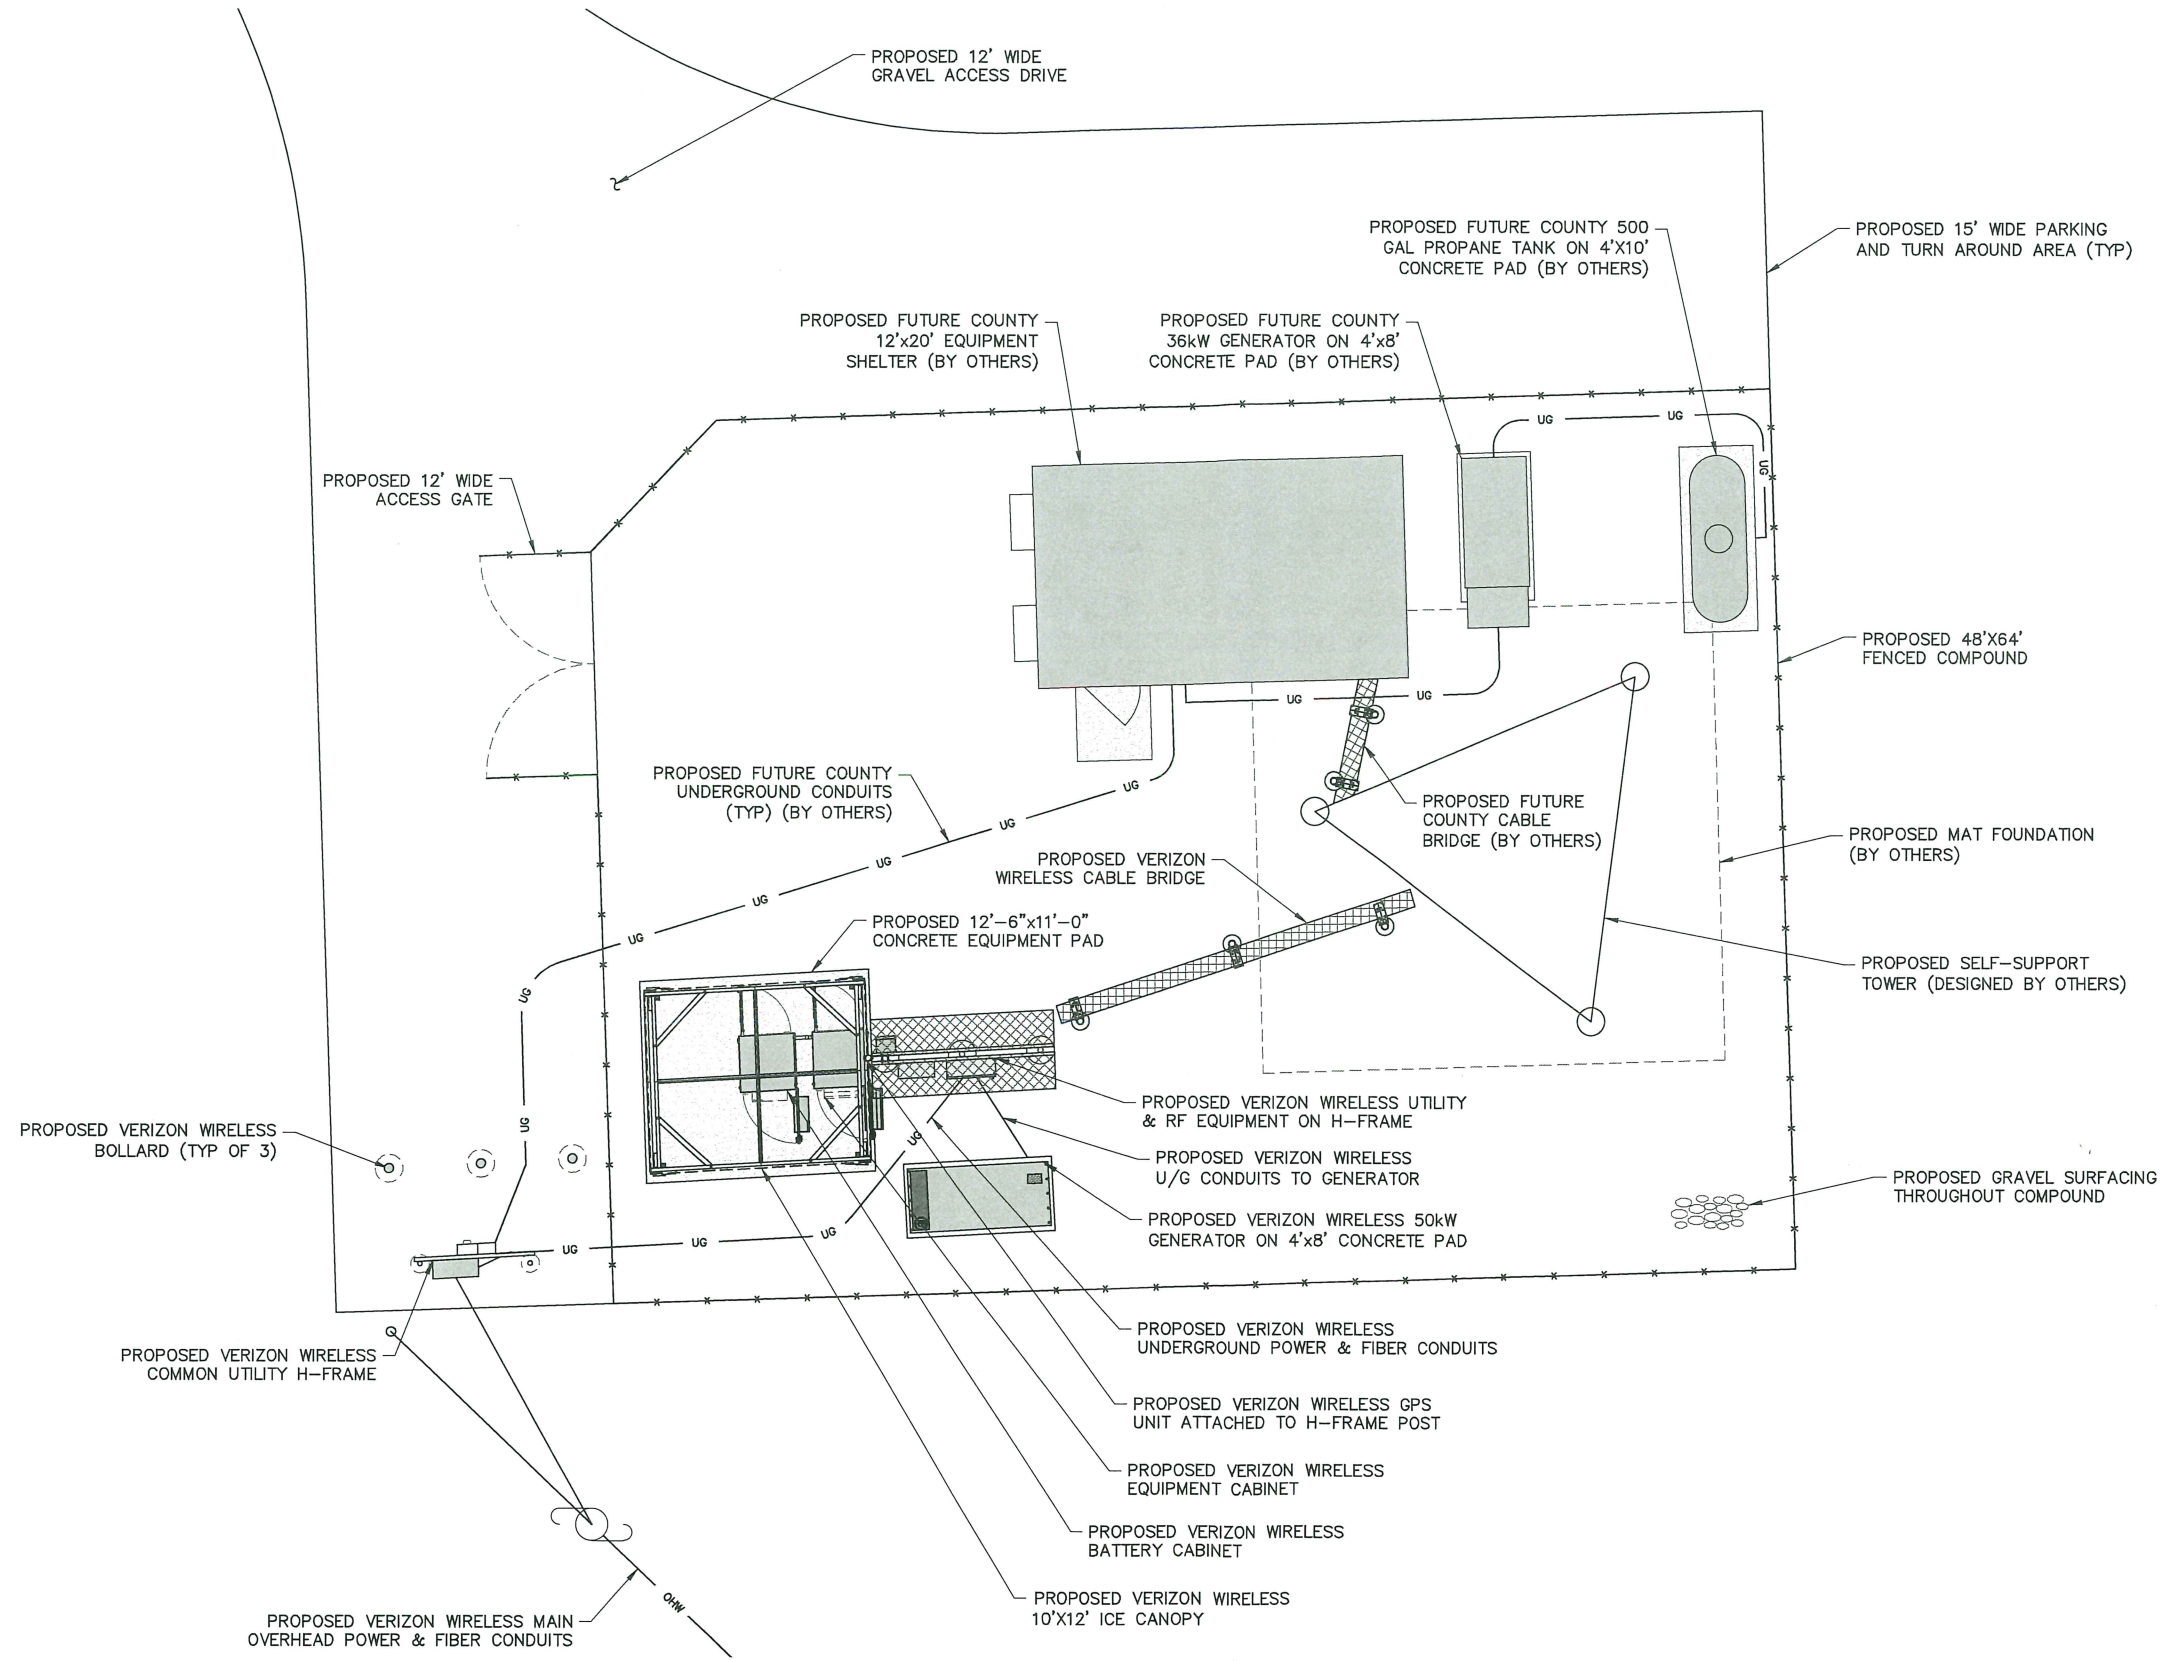 PROPOSED 12' WIDE
GRAVEL ACCESS DRIVE
PROPOSED FUTURE COUNTY 500
GAL PROPANE TANK ON 4'X10'
CONCRETE PAD (BY OTHERS)
PROPOSED 15' WIDE PARKING
AND TURN AROUND AREA (TYP)
PROPOSED FUTURE COUNTY
12'x20' EQUIPMENT
SHELTER (BY OTHERS)
PROPOSED FUTURE COUNTY
36kW GENERATOR ON 4'x8'
CONCRETE PAD (BY OTHERS)
UG
UG
UG
PROPOSED 12' WIDE
ACCESS GATE
PROPOSED 48'X64'
FENCED COMPOUND
UG
UG
PROPOSED FUTURE COUNTY
UNDERGROUND CONDUITS
(TYP) (BY OTHERS)
UG
UG
UG
UG
UG
UG
UG
PROPOSED FUTURE
COUNTY CABLE
BRIDGE (BY OTHERS)
PROPOSED MAT FOUNDATION
(BY OTHERS)
PROPOSED VERIZON
WIRELESS CABLE BRIDGE
PROPOSED 12'-6"x11'-0"
CONCRETE EQUIPMENT PAD
PROPOSED SELF-SUPPORT
TOWER (DESIGNED BY OTHERS)
PROPOSED VERIZON WIRELESS UTILITY
& RF EQUIPMENT ON H-FRAME
PROPOSED VERIZON WIRELESS
BOLLARD (TYP OF 3)
UG
PROPOSED VERIZON WIRELESS
U/G CONDUITS TO GENERATOR
PROPOSED GRAVEL SURFACING
THROUGHOUT COMPOUND
PROPOSED VERIZON WIRELESS 50kW
GENERATOR ON 4'x8' CONCRETE PAD
UG
UG
UG
PROPOSED VERIZON WIRELESS
UNDERGROUND POWER & FIBER CONDUITS
PROPOSED VERIZON WIRELESS
COMMON UTILITY H-FRAME
PROPOSED VERIZON WIRELESS GPS
UNIT ATTACHED TO H-FRAME POST
PROPOSED VERIZON WIRELESS
EQUIPMENT CABINET
PROPOSED VERIZON WIRELESS
BATTERY CABINET
PROPOSED VERIZON WIRELESS
10'X12' ICE CANOPY
OHW
PROPOSED VERIZON WIRELESS MAIN
OVERHEAD POWER & FIBER CONDUITS